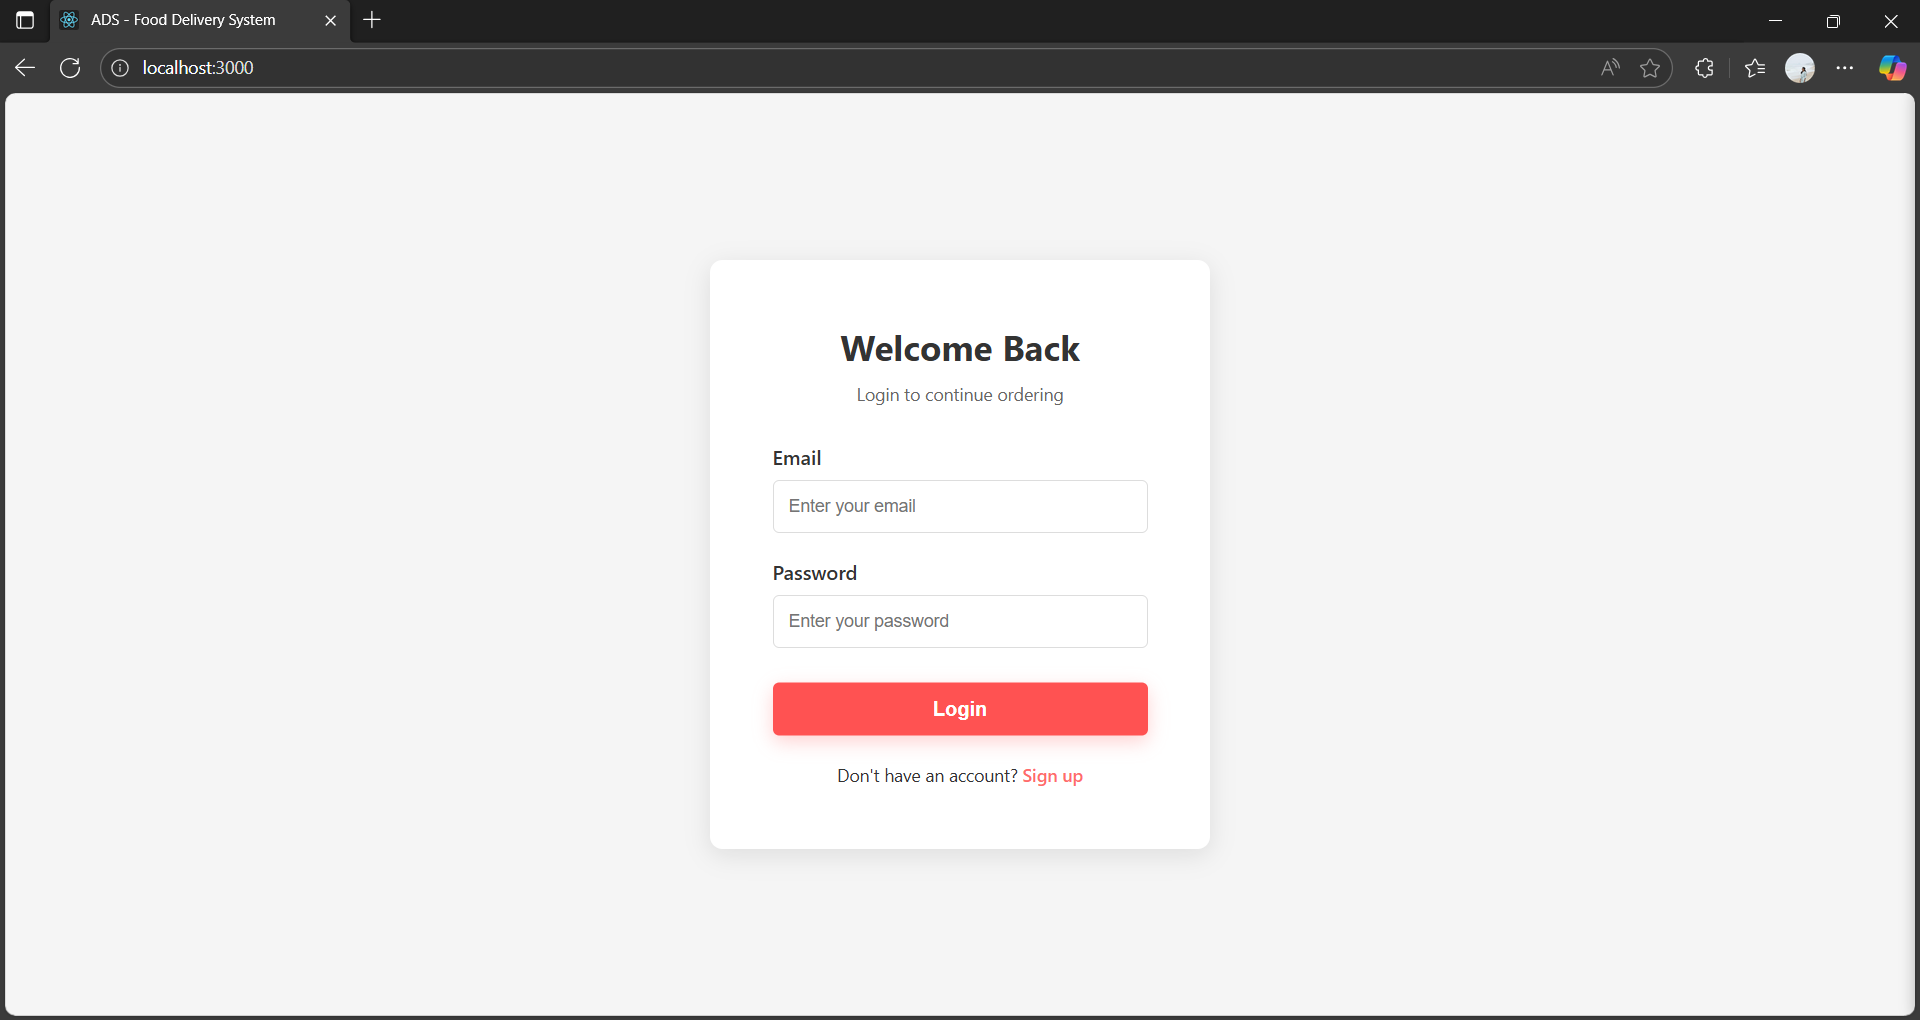 ADS - Food Delivery System
localhost:3000
Welcome Back
Login to continue ordering
Email
Enter your email
Password
Enter your password
Login
Don't have an account? Sign up